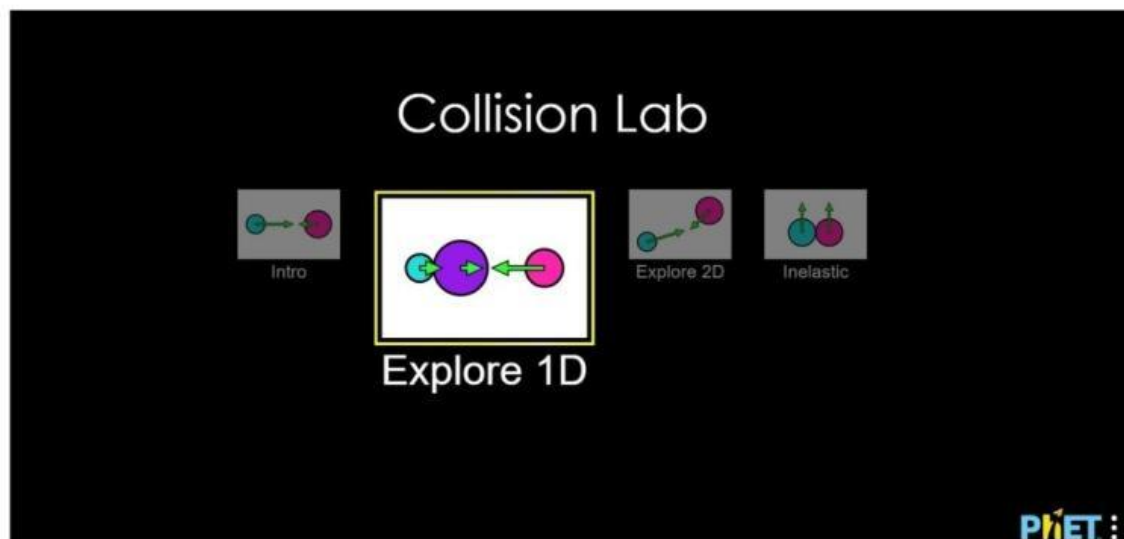 Collision Lab
Intro
Explore 1D
Explore 2D
Inelastic
PhET